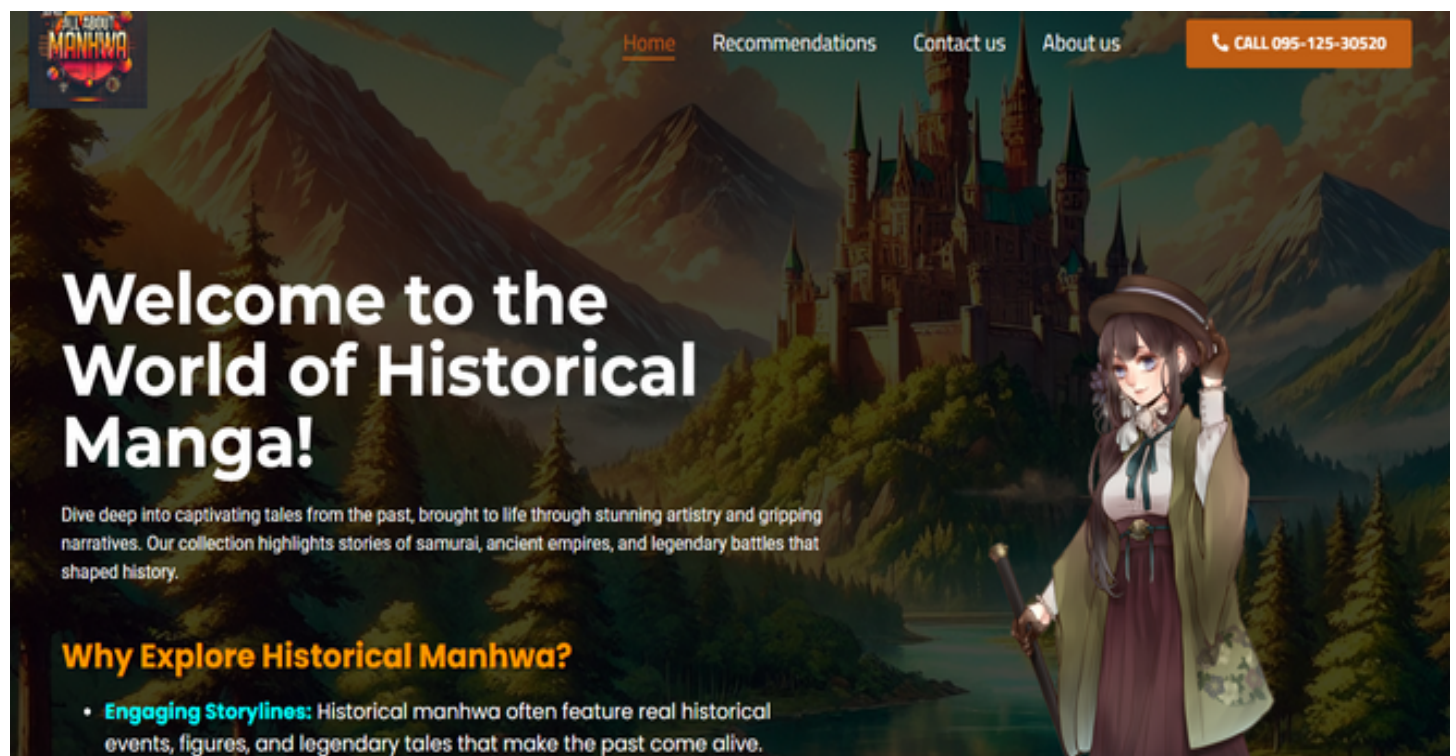 ALL ABOUT
MANHWA
Home Recommendations Contact us About us CALL 095-125-30520
Welcome to the
World of Historical
Manga!
Dive deep into captivating tales from the past, brought to life through stunning artistry and gripping
narratives. Our collection highlights stories of samurai, ancient empires, and legendary battles that
shaped history.
Why Explore Historical Manhwa?
• Engaging Storylines: Historical manhwa often feature real historical
events, figures, and legendary tales that make the past come alive.